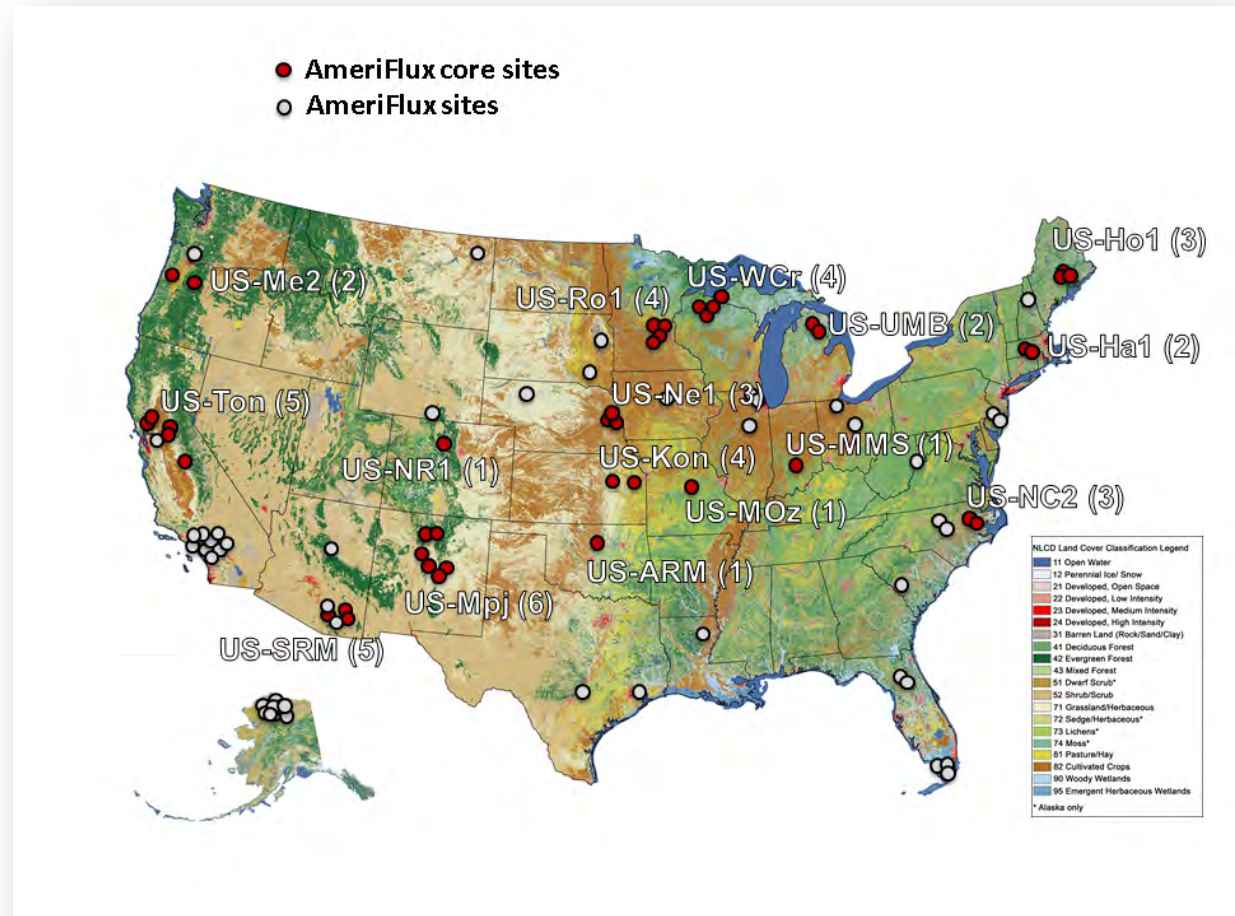 AmeriFlux core sites
AmeriFlux sites
US-Ho1 (3)
US-Me2 (2)
US-WCr (4)
US-Ro1 (4)
US-UMB (2)
US-Ha1 (2)
US-Ton (5)
US-Ne1 (3)
US-MMS (1)
US-NR1 (1)
US-Kon (4)
US-MOz (1)
US-NC2 (3)
US-ARM (1)
US-Mpj (6)
US-SRM (5)
NLCD Land Cover Classification Legend
11 Open Water
12 Perennial Ice/ Snow
21 Developed, Open Space
22 Developed, Low Intensity
23 Developed, Medium Intensity
24 Developed, High Intensity
31 Barren Land (Rock/Sand/Clay)
41 Deciduous Forest
42 Evergreen Forest
43 Mixed Forest
51 Dwarf Scrub*
52 Shrub/Scrub
71 Grassland/Herbaceous
72 Sedge/Herbaceous*
73 Lichens*
74 Moss*
81 Pasture/Hay
82 Cultivated Crops
90 Woody Wetlands
95 Emergent Herbaceous Wetlands
* Alaska only